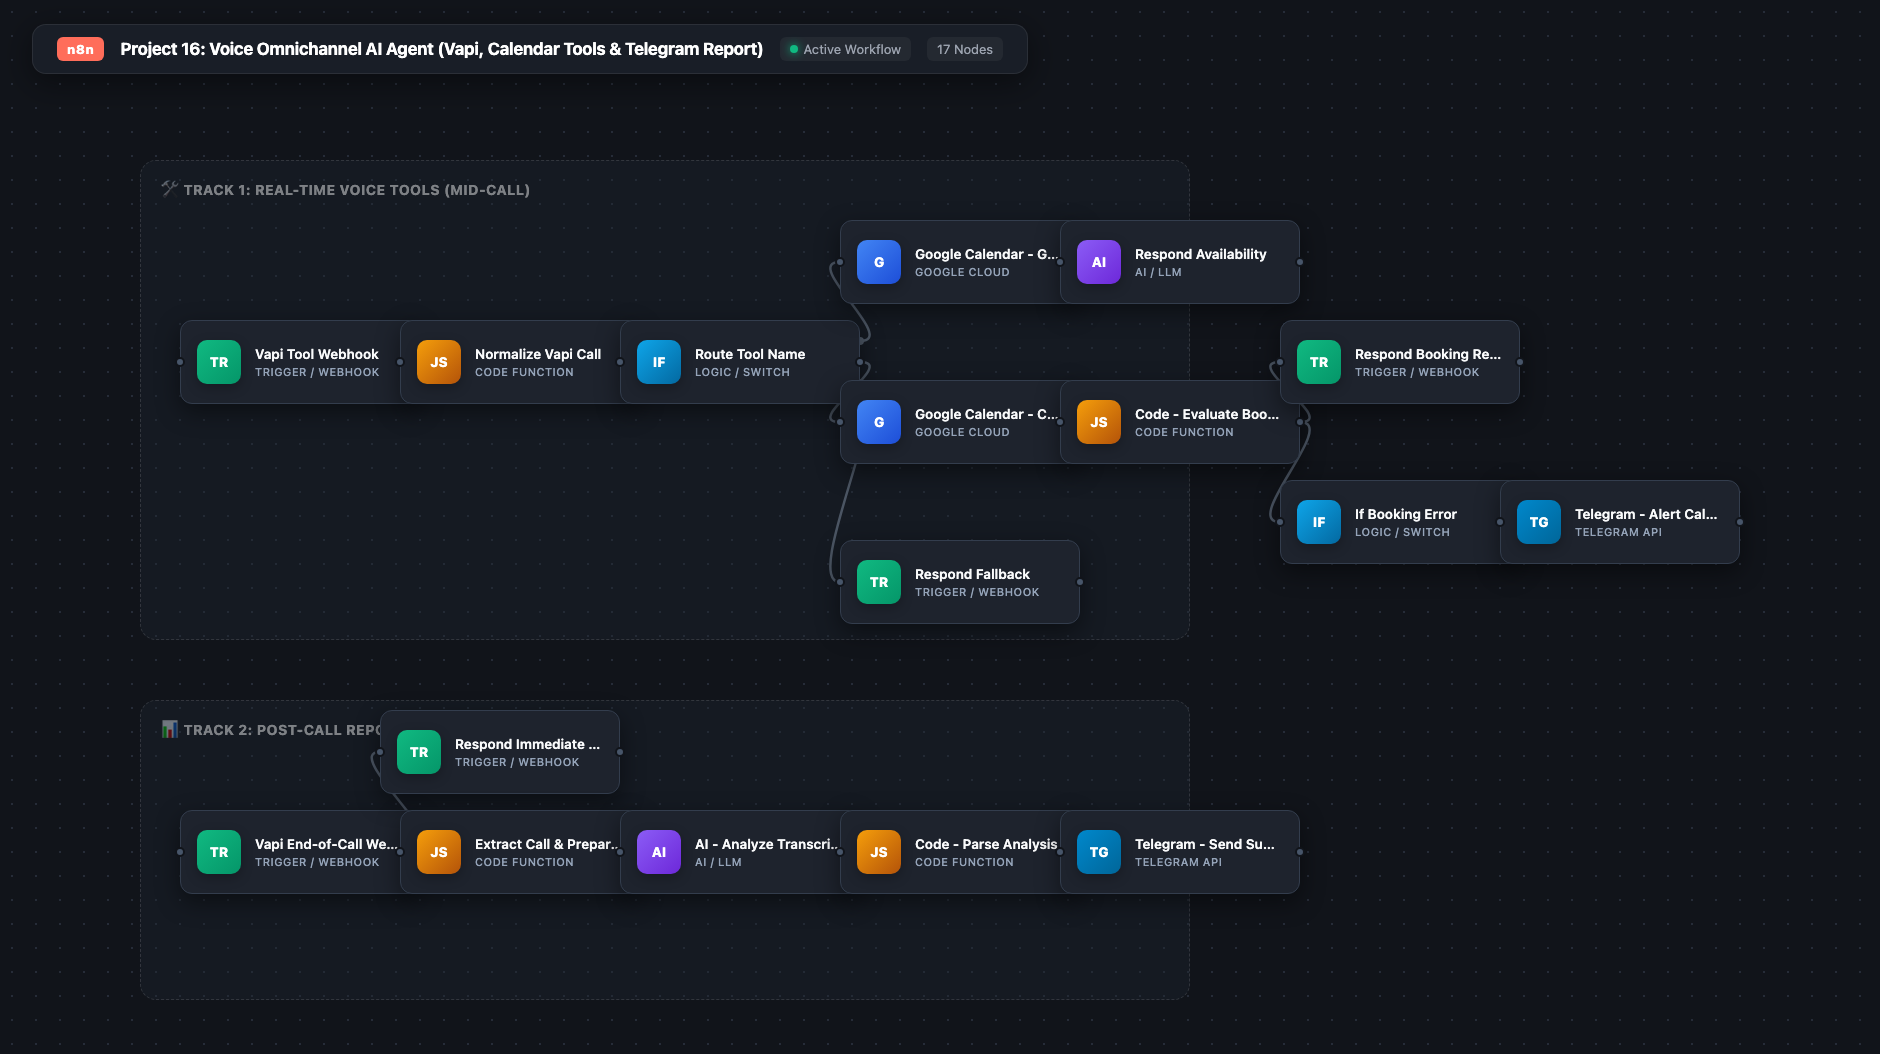 n8n Project 16: Voice Omnichannel AI Agent (Vapi, Calendar Tools & Telegram Report) Active Workflow 17 Nodes
TRACK 1: REAL-TIME VOICE TOOLS (MID-CALL)
G Google Calendar - G...
GOOGLE CLOUD
AI Respond Availability
AI / LLM
TR Vapi Tool Webhook
TRIGGER / WEBHOOK
JS Normalize Vapi Call
CODE FUNCTION
IF Route Tool Name
LOGIC / SWITCH
TR Respond Booking Re...
TRIGGER / WEBHOOK
G Google Calendar - C...
GOOGLE CLOUD
JS Code - Evaluate Boo...
CODE FUNCTION
IF If Booking Error
LOGIC / SWITCH
TG Telegram - Alert Cal...
TELEGRAM API
TR Respond Fallback
TRIGGER / WEBHOOK
TRACK 2: POST-CALL REPO
TR Respond Immediate ...
TRIGGER / WEBHOOK
TR Vapi End-of-Call We...
TRIGGER / WEBHOOK
JS Extract Call & Prepar...
CODE FUNCTION
AI AI - Analyze Transcri...
AI / LLM
JS Code - Parse Analysis
CODE FUNCTION
TG Telegram - Send Su...
TELEGRAM API